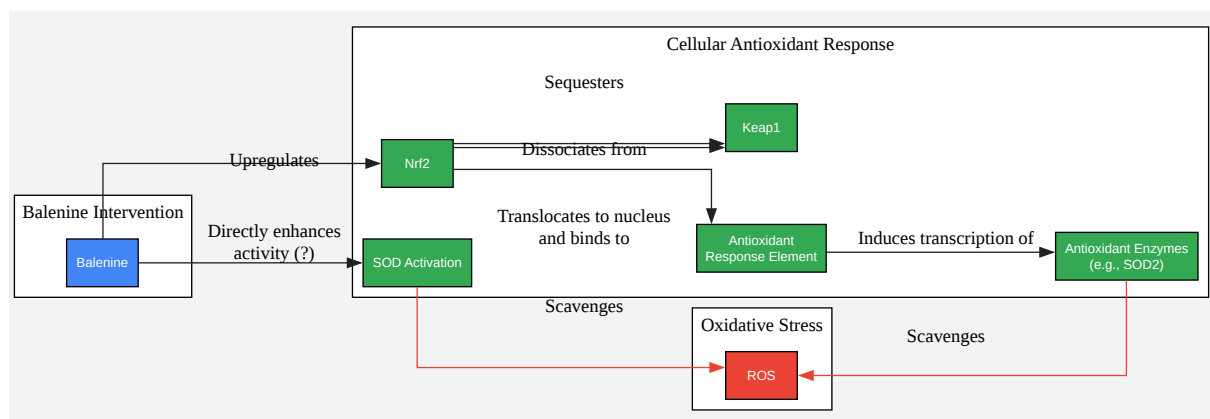 Cellular Antioxidant Response
Sequesters
Keap1
Dissociates from
Nrf2
Upregulates
Balenine Intervention
Balenine
Directly enhances
activity (?)
SOD Activation
Translocates to nucleus
and binds to
Antioxidant
Response Element
Induces transcription of
Antioxidant Enzymes
(e.g., SOD2)
Scavenges
Oxidative Stress
ROS
Scavenges